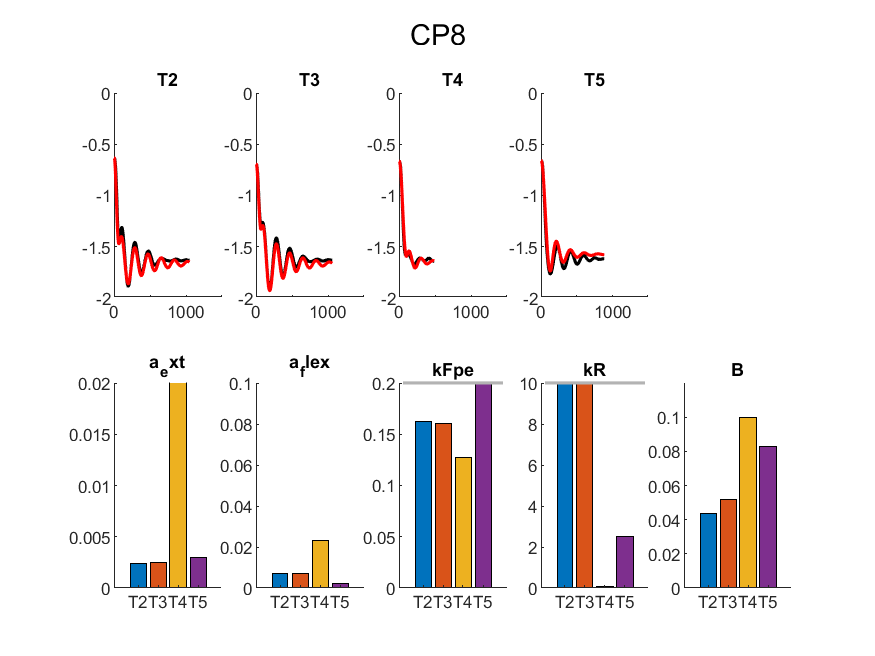 CP8
T2 T3 T4 T5
0 0 0 0
-0.5 -0.5 -0.5 -0.5
-1 -1 -1 -1
-1.5 -1.5 -1.5 -1.5
-2 -2 -2 -2
0 1000 0 1000 0 1000 0 1000
a_ext a_flex kFpe kR B
0.02 0.1 0.2 10
0.1
0.015 0.08 0.15 8
0.08
0.06 6
0.01 0.1 0.06
0.04 4
0.04
0.005 0.05
0.02 2 0.02
0 0 0 0 0
T2T3T4T5 T2T3T4T5 T2T3T4T5 T2T3T4T5 T2T3T4T5